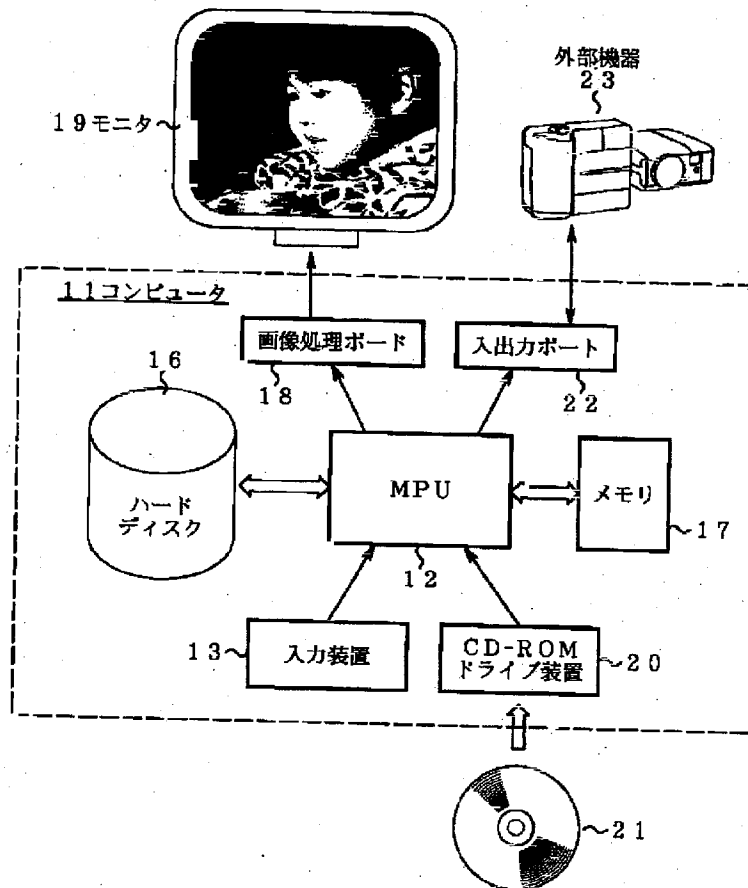 外部機器
23
19モニタ
11コンピュータ
画像処理ボード
18
入出力ポート
22
16
ハード
ディスク
MPU
12
メモリ
17
13
入力装置
CD-ROM
ドライブ装置
20
21